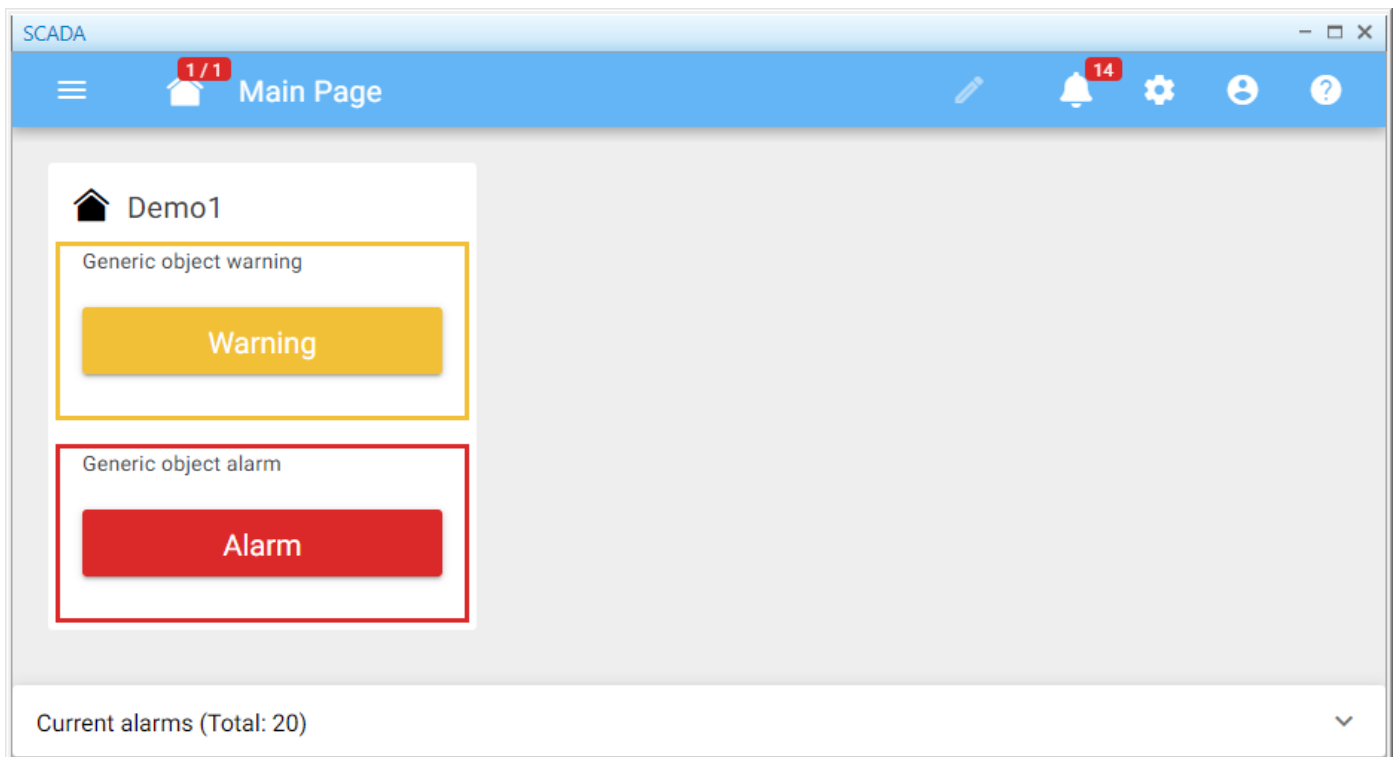 SCADA
1 / 1
Main Page
14
?
Demo1
Generic object warning
Warning
Generic object alarm
Alarm
Current alarms (Total: 20)